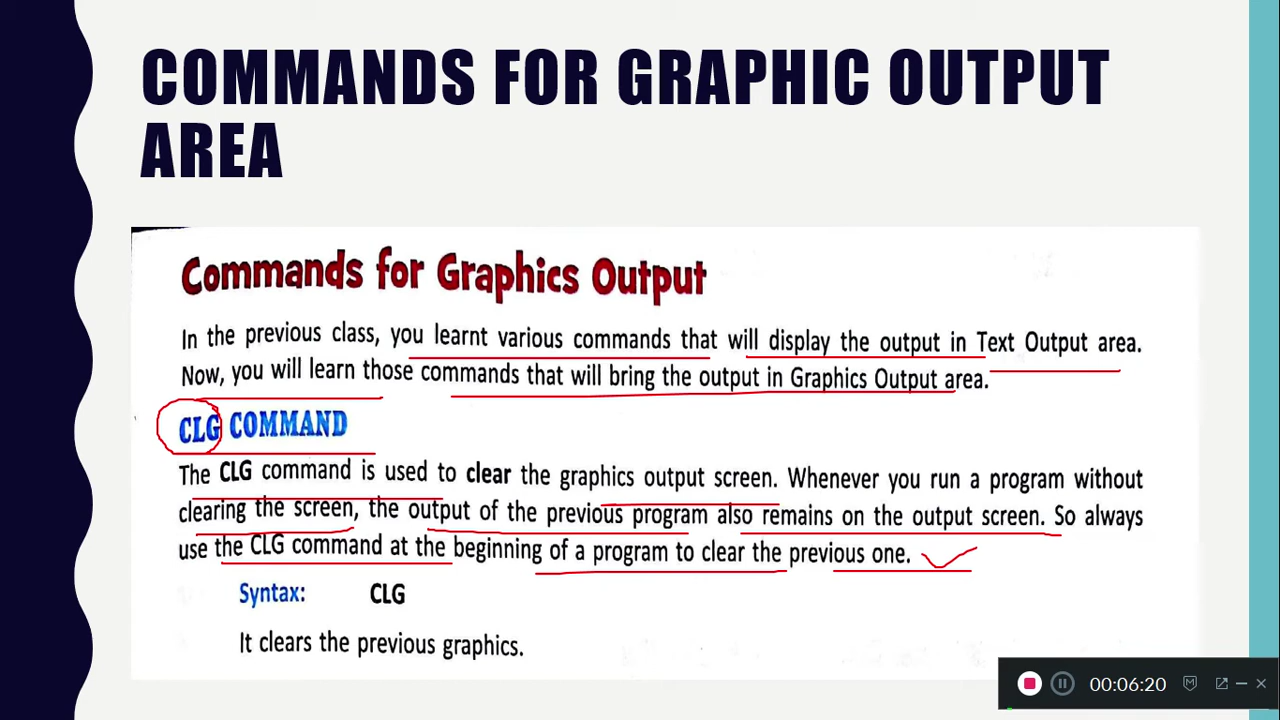 COMMANDS FOR GRAPHIC OUTPUT
AREA
Commands for Graphics Output
In the previous class, you learnt various commands that will display the output in Text Output area.
Now, you will learn those commands that will bring the output in Graphics Output area.
CLG COMMAND
The CLG command is used to clear the graphics output screen. Whenever you run a program without
clearing the screen, the output of the previous program also remains on the output screen. So always
use the CLG command at the beginning of a program to clear the previous one.
Syntax: CLG
It clears the previous graphics.
00:06:20